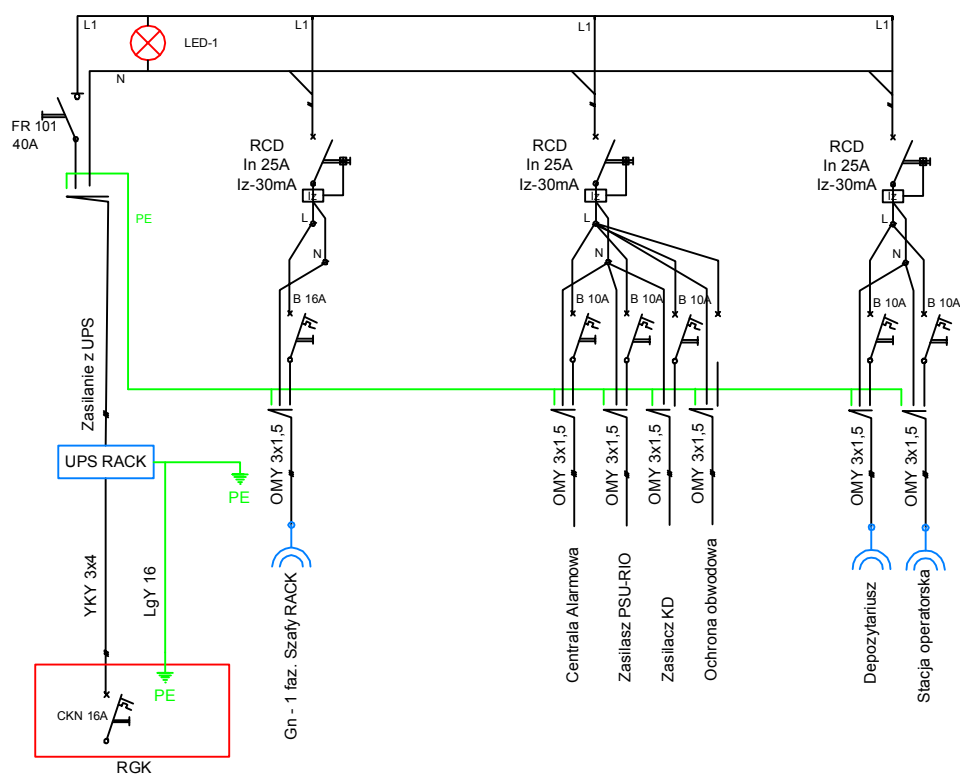 L1
L1
L1
L1
LED-1
N
FR 101
40A
RCD
In 25A
Iz-30mA
RCD
In 25A
Iz-30mA
RCD
In 25A
Iz-30mA
Iz
Iz
Iz
PE
L
L
L
N
N
N
B 16A
B 10A
B 10A
B 10A
B 10A
B 10A
Zasilanie z UPS
UPS RACK
PE
OMY 3x1,5
OMY 3x1,5
OMY 3x1,5
OMY 3x1,5
OMY 3x1,5
OMY 3x1,5
OMY 3x1,5
YKY 3x4
LgY 16
Gn - 1 faz. Szafy RACK
Centrala Alarmowa
Zasilasz PSU-RIO
Zasilacz KD
Ochrona obwodowa
Depozytariusz
Stacja operatorska
PE
CKN 16A
RGK